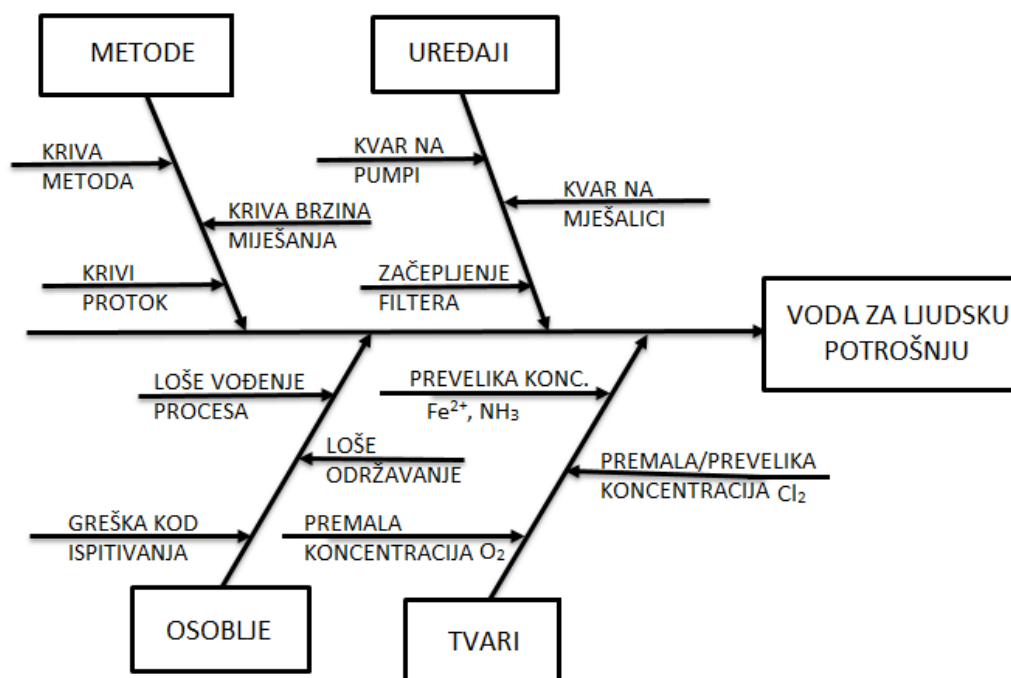 METODE
UREĐAJI
KRIVA
METODA
KVAR NA
PUMPI
KRIVA BRZINA
MIJEŠANJA
KVAR NA
MJEŠALICI
KRIVI
PROTOK
ZAČEPLJENJE
FILTERA
VODA ZA LJUDSKU
POTROŠNJU
LOŠE VOĐENJE
PROCESA
PREVELIKA KONC.
Fe²⁺, NH₃
LOŠE
ODRŽAVANJE
PREMALA/PREVELIKA
KONCENTRACIJA Cl₂
GREŠKA KOD
ISPITIVANJA
PREMALA
KONCENTRACIJA O₂
OSOBLJE
TVARI